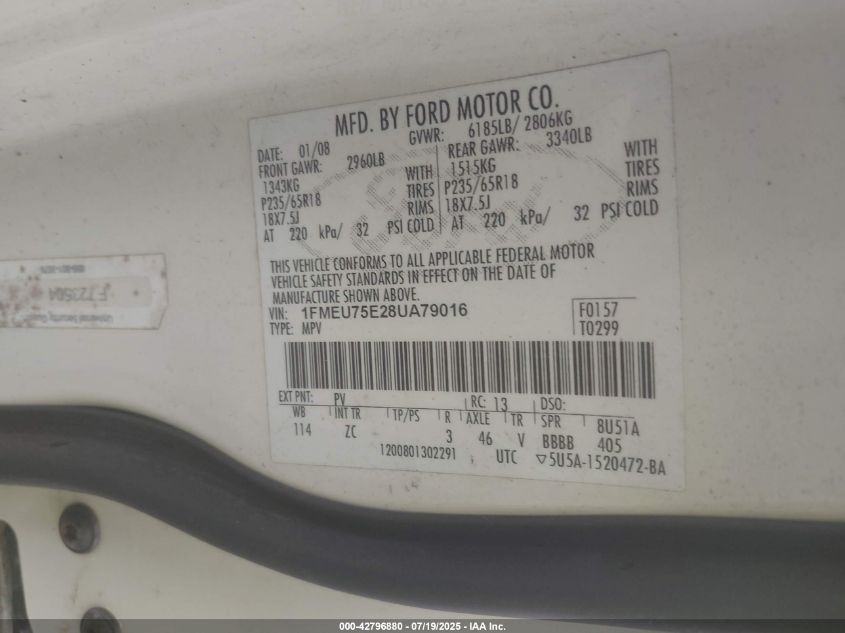 MFD. BY FORD MOTOR CO.
DATE: 01/08 GVWR: 6185LB/ 2806KG
FRONT GAWR: 2960LB REAR GAWR: 3340LB
1343KG WITH 1515KG WITH
P235/65R18 TIRES P235/65R18 TIRES
18X7.5J RIMS 18X7.5J RIMS
AT 220 kPa/ 32 PSI COLD AT 220 kPa/ 32 PSI COLD
THIS VEHICLE CONFORMS TO ALL APPLICABLE FEDERAL MOTOR
VEHICLE SAFETY STANDARDS IN EFFECT ON THE DATE OF
MANUFACTURE SHOWN ABOVE.
VIN: 1FMEU75E28UA79016 F0157
TYPE: MPV T0299
EXT PNT: PV RC: 13 DSO:
WB INT TR TP/PS R AXLE TR SPR 8U51A
114 ZC 3 46 V BBBB 405
1200801302291 UTC ▽5U5A-1520472-BA
F723504
Universal Security
000-42796880 - 07/19/2025 - IAA Inc.